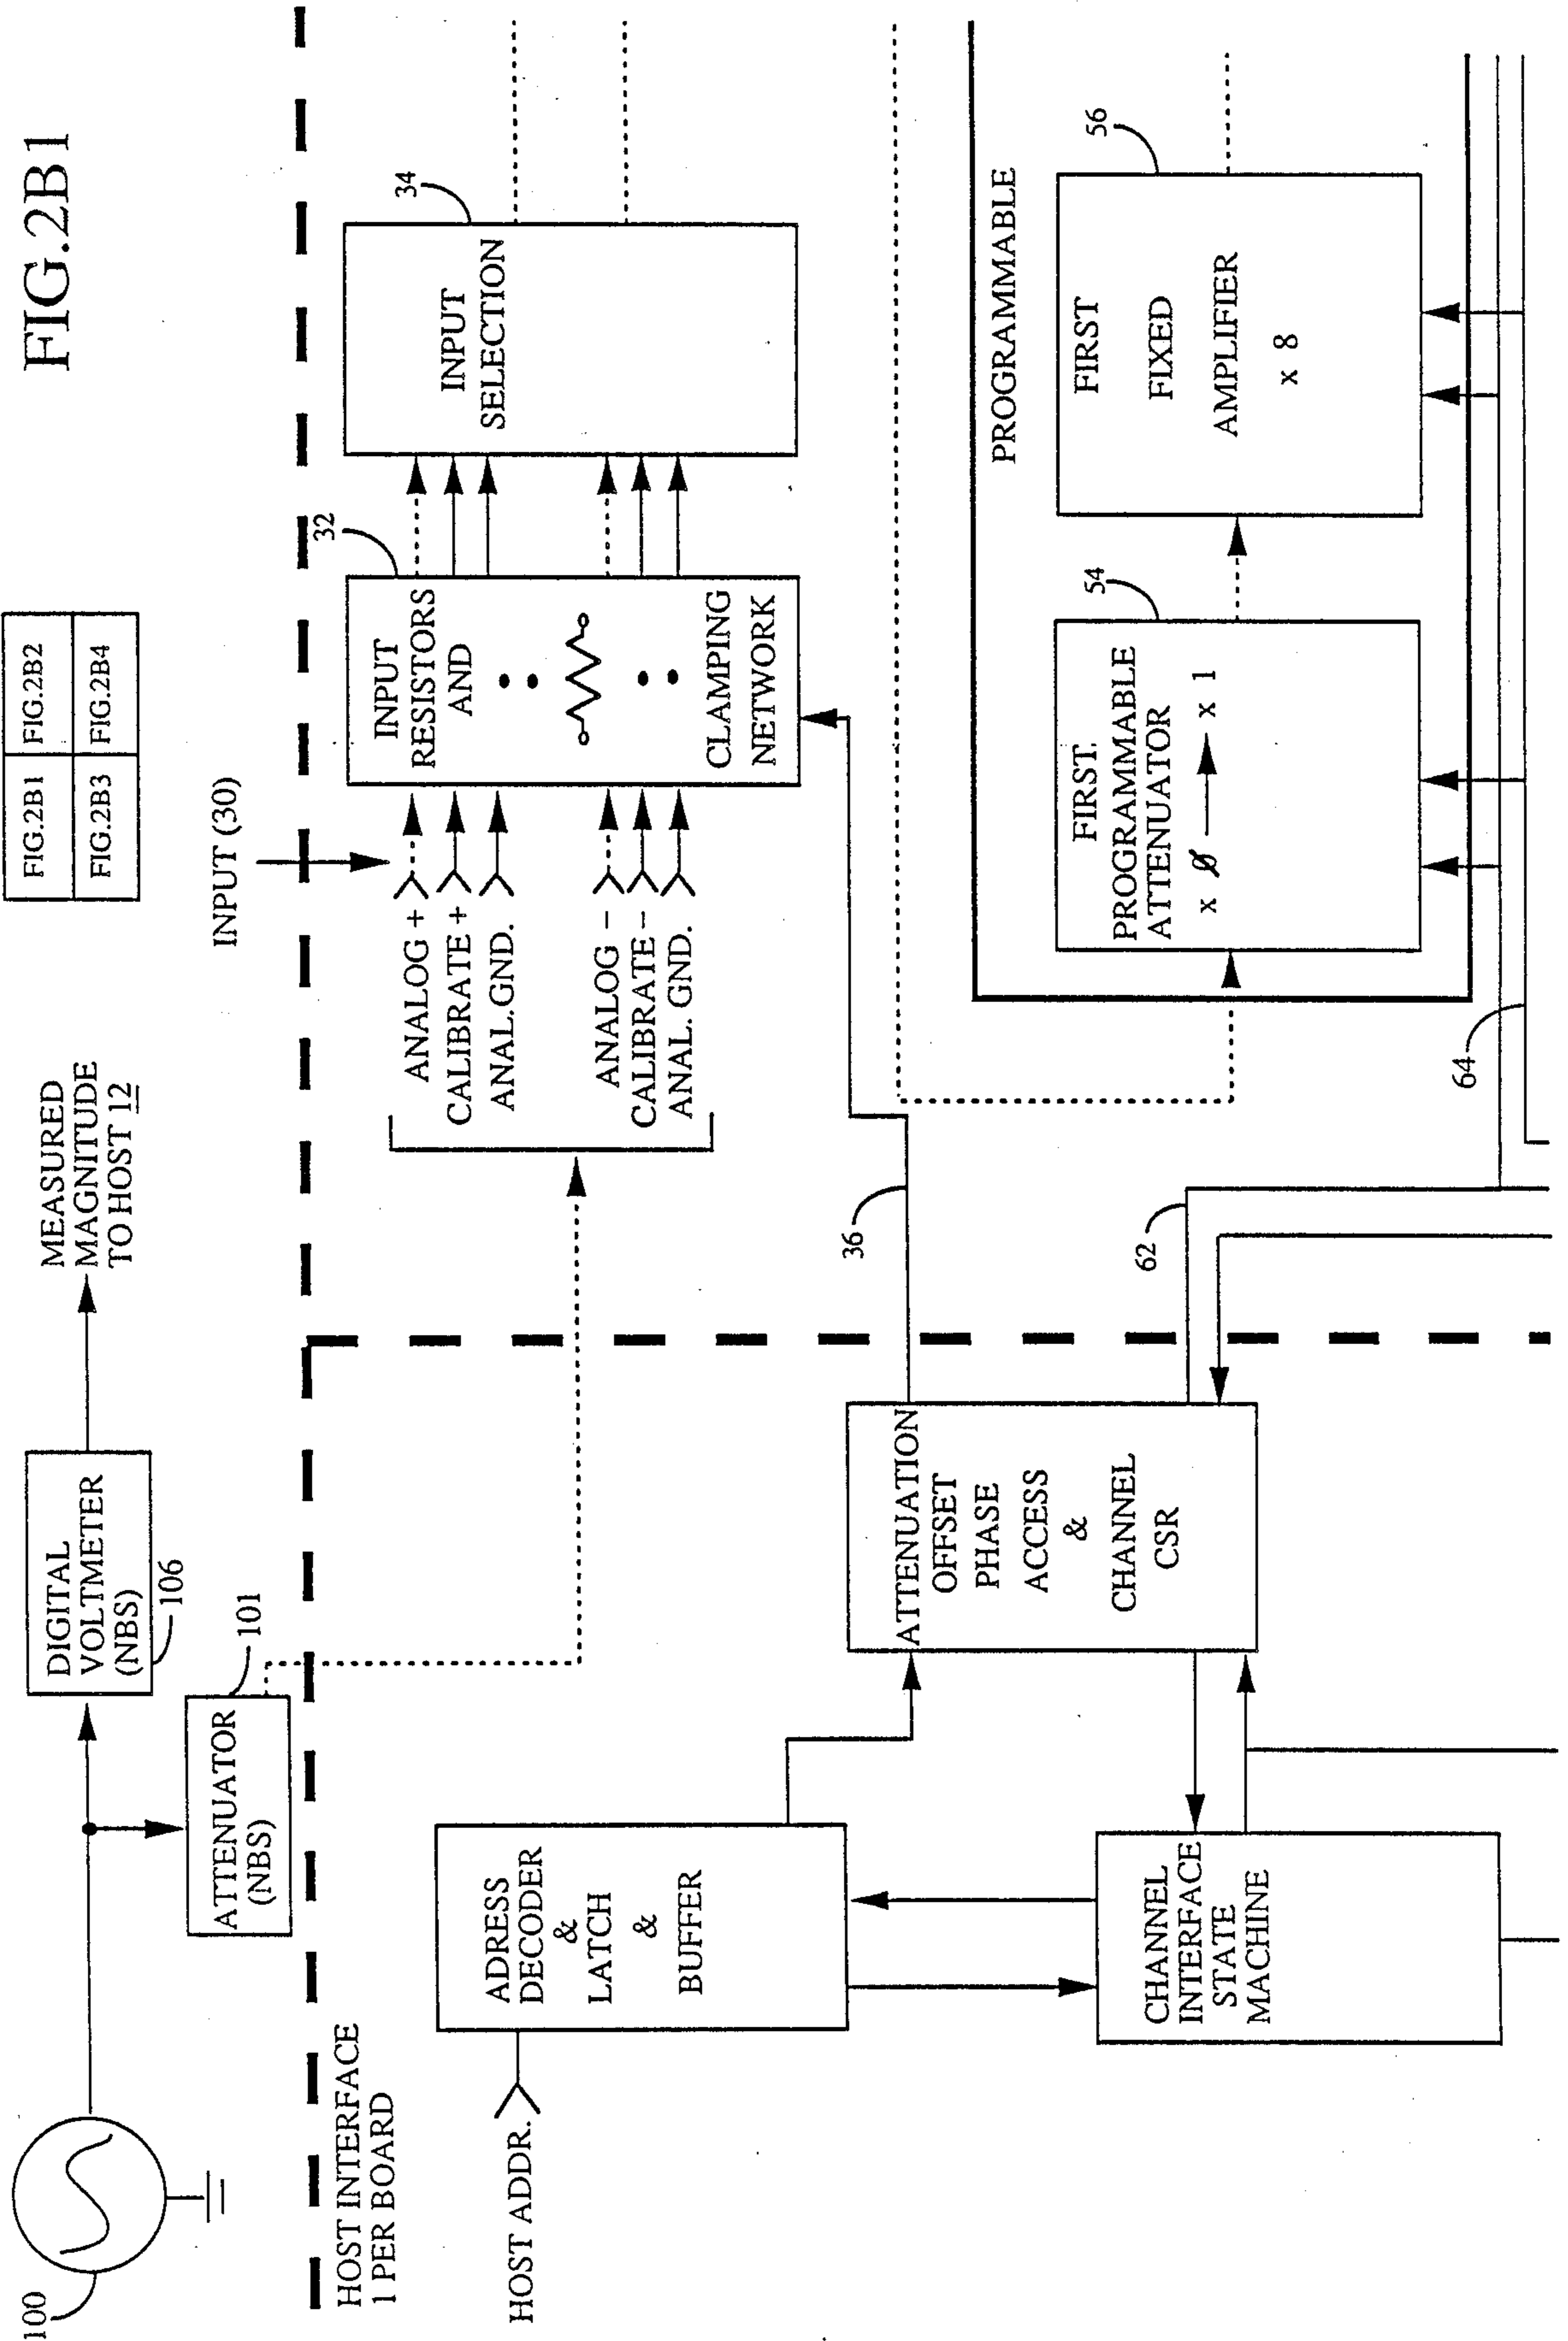 FIG.2B1
FIG.2B1
FIG.2B2
FIG.2B3
FIG.2B4
100
DIGITAL
VOLTMETER
(NBS)
106
MEASURED
MAGNITUDE
TO HOST 12
ATTENUATOR
(NBS)
101
INPUT (30)
HOST INTERFACE
1 PER BOARD
ANALOG +
CALIBRATE +
ANAL.GND.
ANALOG -
CALIBRATE -
ANAL. GND.
INPUT
RESISTORS
AND
CLAMPING
NETWORK
32
INPUT
SELECTION
34
HOST ADDR.
ADDRESS
DECODER
&
LATCH
&
BUFFER
ATTENUATION
OFFSET
PHASE
ACCESS
&
CHANNEL
CSR
36
62
64
CHANNEL
INTERFACE
STATE
MACHINE
PROGRAMMABLE
FIRST.
PROGRAMMABLE
ATTENUATOR
x 0 x 1
54
FIRST
FIXED
AMPLIFIER
x 8
56